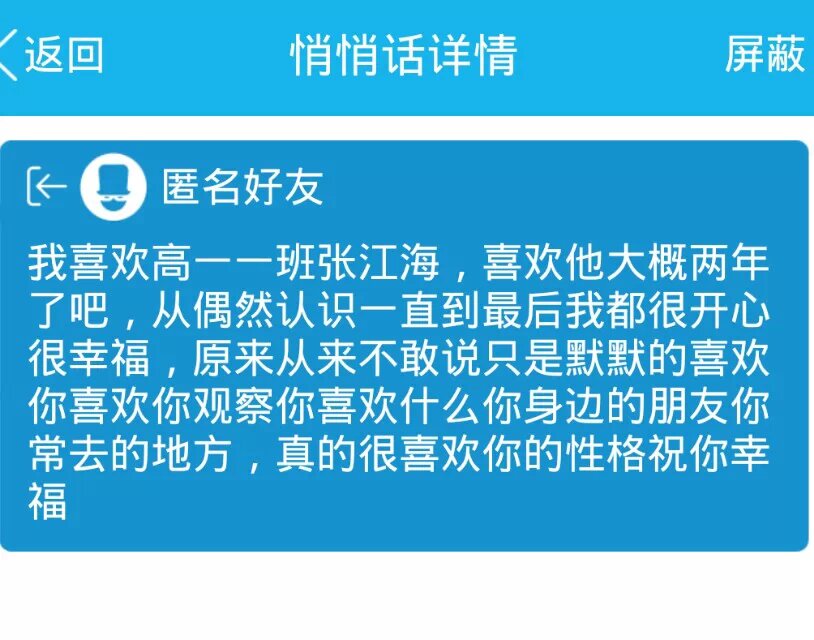 返回 悄悄话详情 屏蔽
匿名好友
我喜欢高一一班张江海，喜欢他大概两年
了吧，从偶然认识一直到最后我都很开心
很幸福，原来从来不敢说只是默默的喜欢
你喜欢你观察你喜欢什么你身边的朋友你
常去的地方，真的很喜欢你的性格祝你幸
福